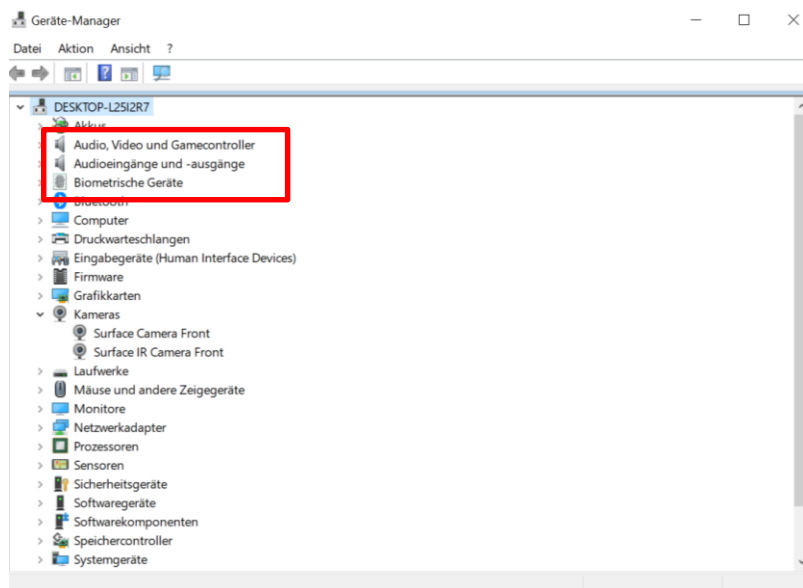 Geräte-Manager
Datei Aktion Ansicht ?
DESKTOP-L25I2R7
Akkus
Audio, Video und Gamecontroller
Audioeingänge und -ausgänge
Biometrische Geräte
Bluetooth
Computer
Druckwarteschlangen
Eingabegeräte (Human Interface Devices)
Firmware
Grafikkarten
Kameras
Surface Camera Front
Surface IR Camera Front
Laufwerke
Mäuse und andere Zeigegeräte
Monitore
Netzwerkadapter
Prozessoren
Sensoren
Sicherheitsgeräte
Softwaregeräte
Softwarekomponenten
Speichercontroller
Systemgeräte